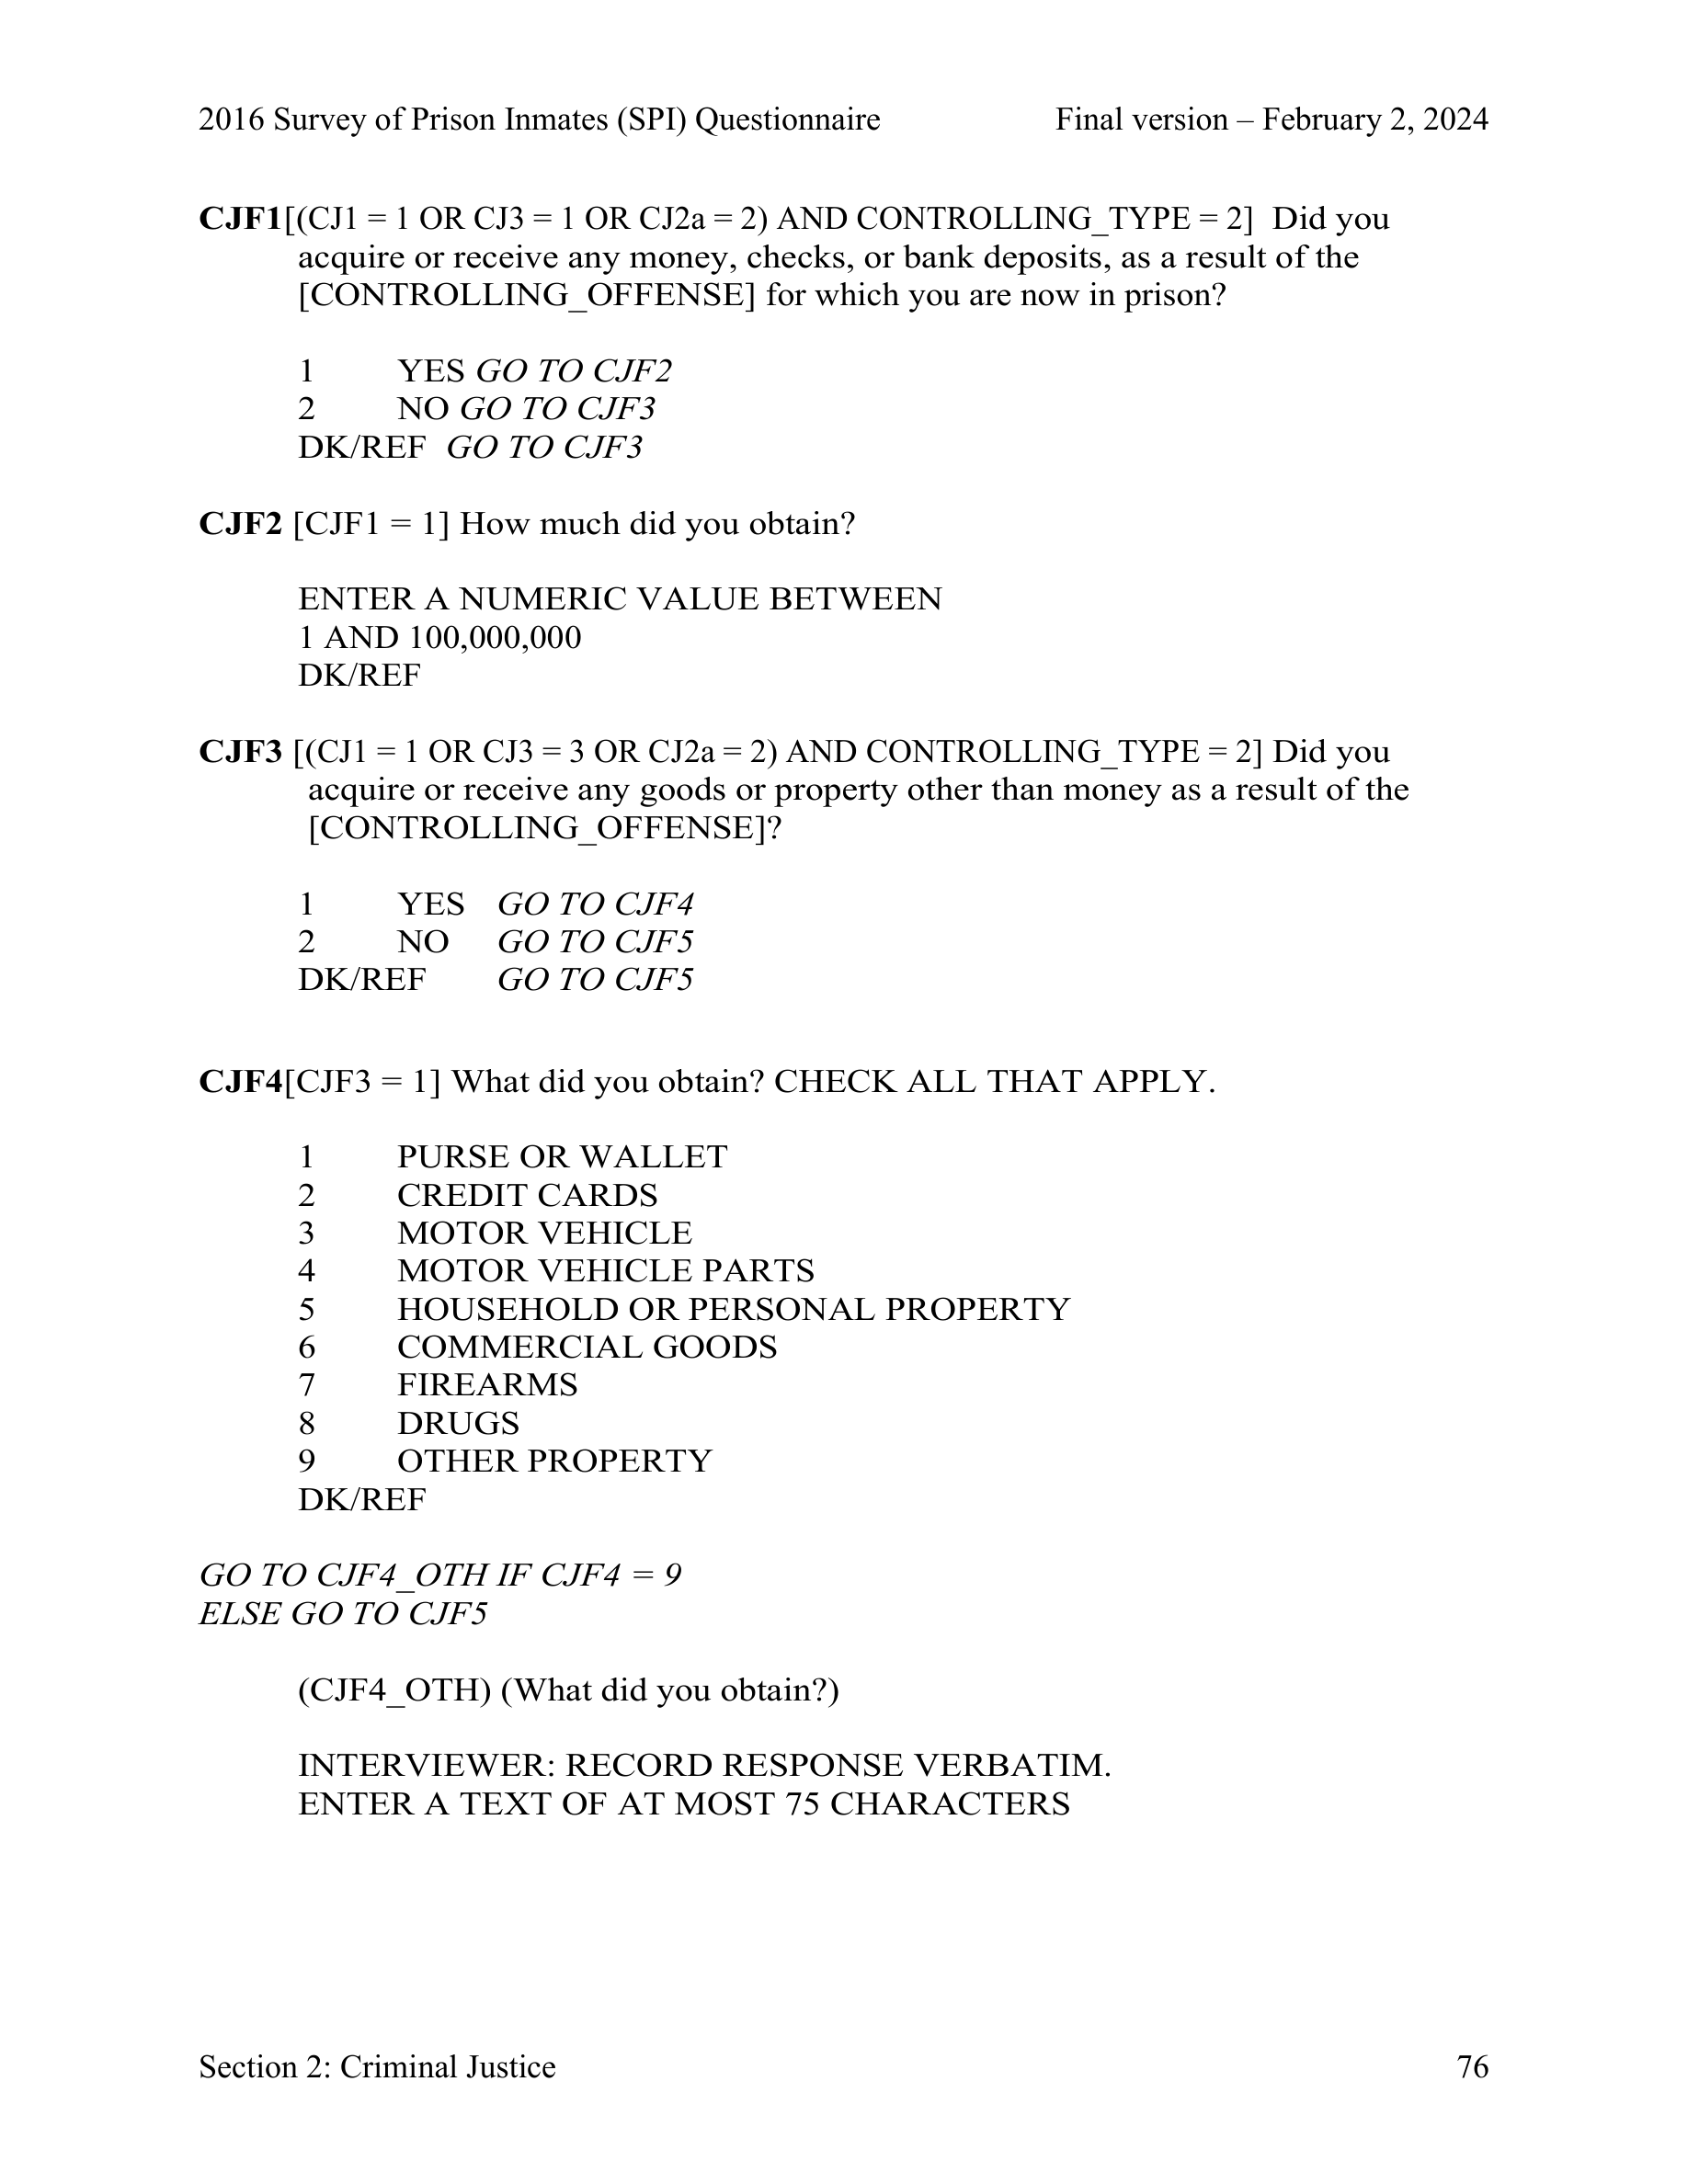 2016 Survey of Prison Inmates (SPI) Questionnaire Final version – February 2, 2024
CJF1[(CJ1 = 1 OR CJ3 = 1 OR CJ2a = 2) AND CONTROLLING_TYPE = 2] Did you
acquire or receive any money, checks, or bank deposits, as a result of the
[CONTROLLING_OFFENSE] for which you are now in prison?
1 YES GO TO CJF2
2 NO GO TO CJF3
DK/REF GO TO CJF3
CJF2 [CJF1 = 1] How much did you obtain?
ENTER A NUMERIC VALUE BETWEEN
1 AND 100,000,000
DK/REF
CJF3 [(CJ1 = 1 OR CJ3 = 3 OR CJ2a = 2) AND CONTROLLING_TYPE = 2] Did you
acquire or receive any goods or property other than money as a result of the
[CONTROLLING_OFFENSE]?
1 YES GO TO CJF4
2 NO GO TO CJF5
DK/REF GO TO CJF5
CJF4[CJF3 = 1] What did you obtain? CHECK ALL THAT APPLY.
1 PURSE OR WALLET
2 CREDIT CARDS
3 MOTOR VEHICLE
4 MOTOR VEHICLE PARTS
5 HOUSEHOLD OR PERSONAL PROPERTY
6 COMMERCIAL GOODS
7 FIREARMS
8 DRUGS
9 OTHER PROPERTY
DK/REF
GO TO CJF4_OTH IF CJF4 = 9
ELSE GO TO CJF5
(CJF4_OTH) (What did you obtain?)
INTERVIEWER: RECORD RESPONSE VERBATIM.
ENTER A TEXT OF AT MOST 75 CHARACTERS
Section 2: Criminal Justice 76